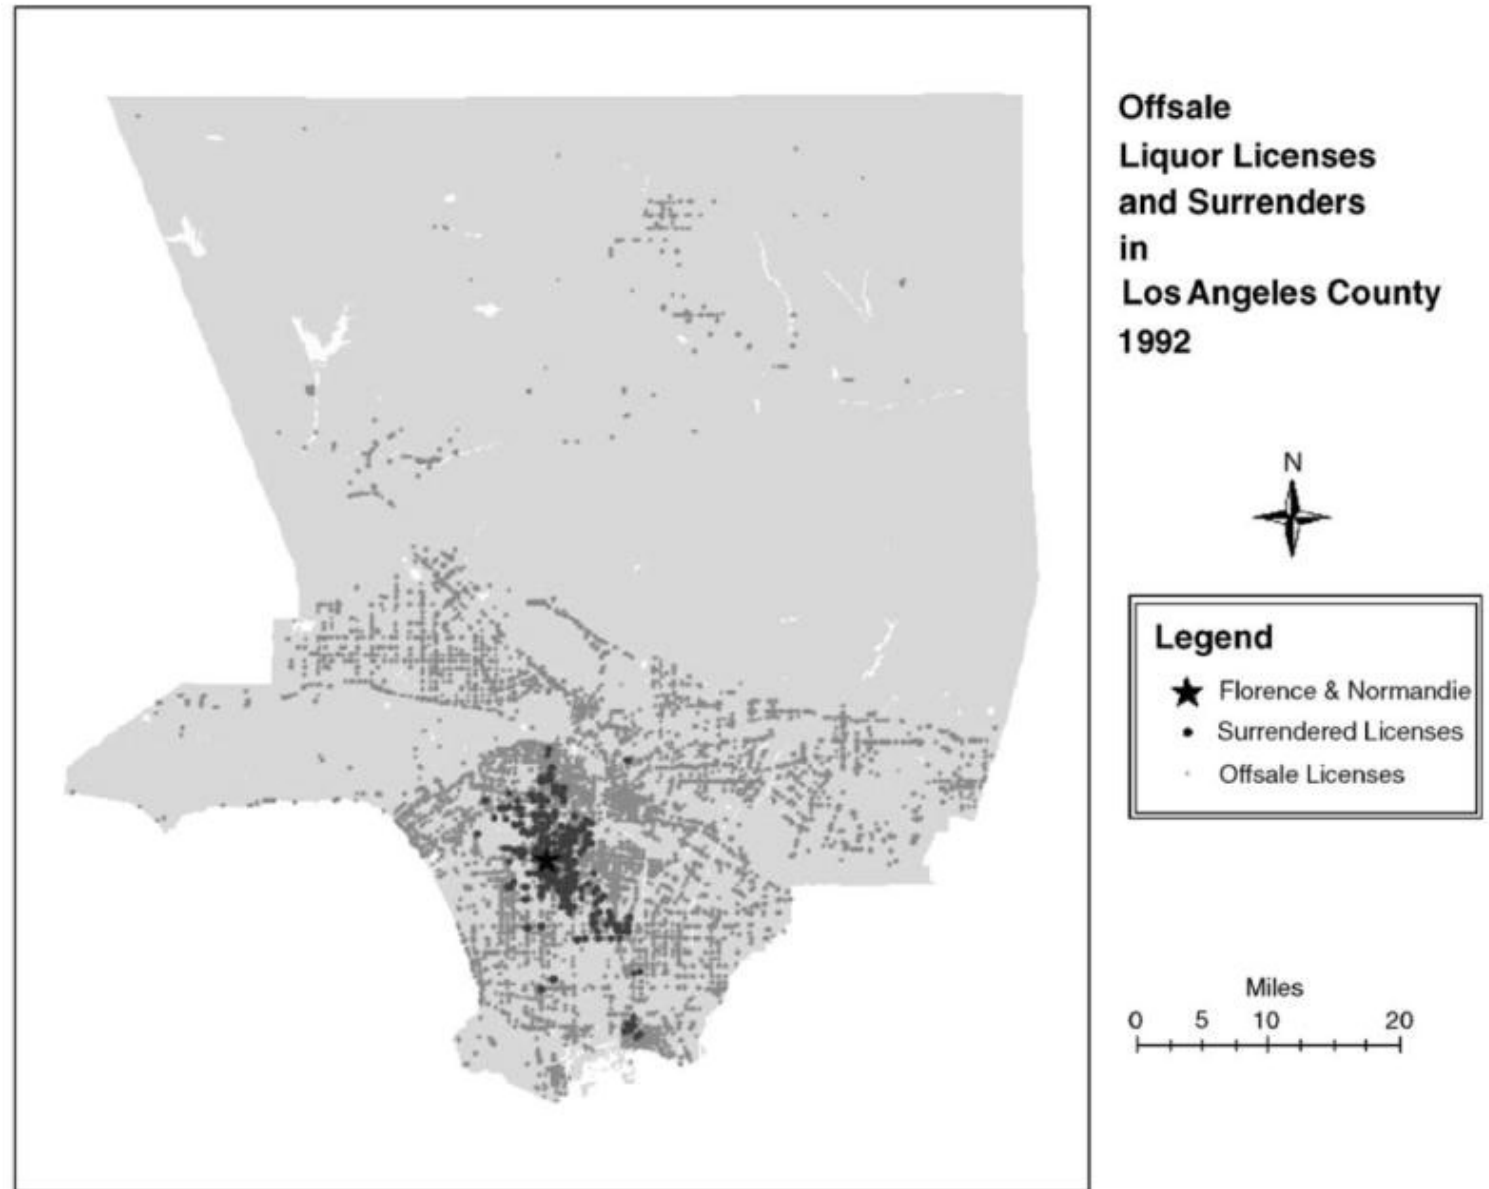 Offsale
Liquor Licenses
and Surrenders
in
Los Angeles County
1992
N
Legend
Florence & Normandie
Surrendered Licenses
Offsale Licenses
Miles
0 5 10 20